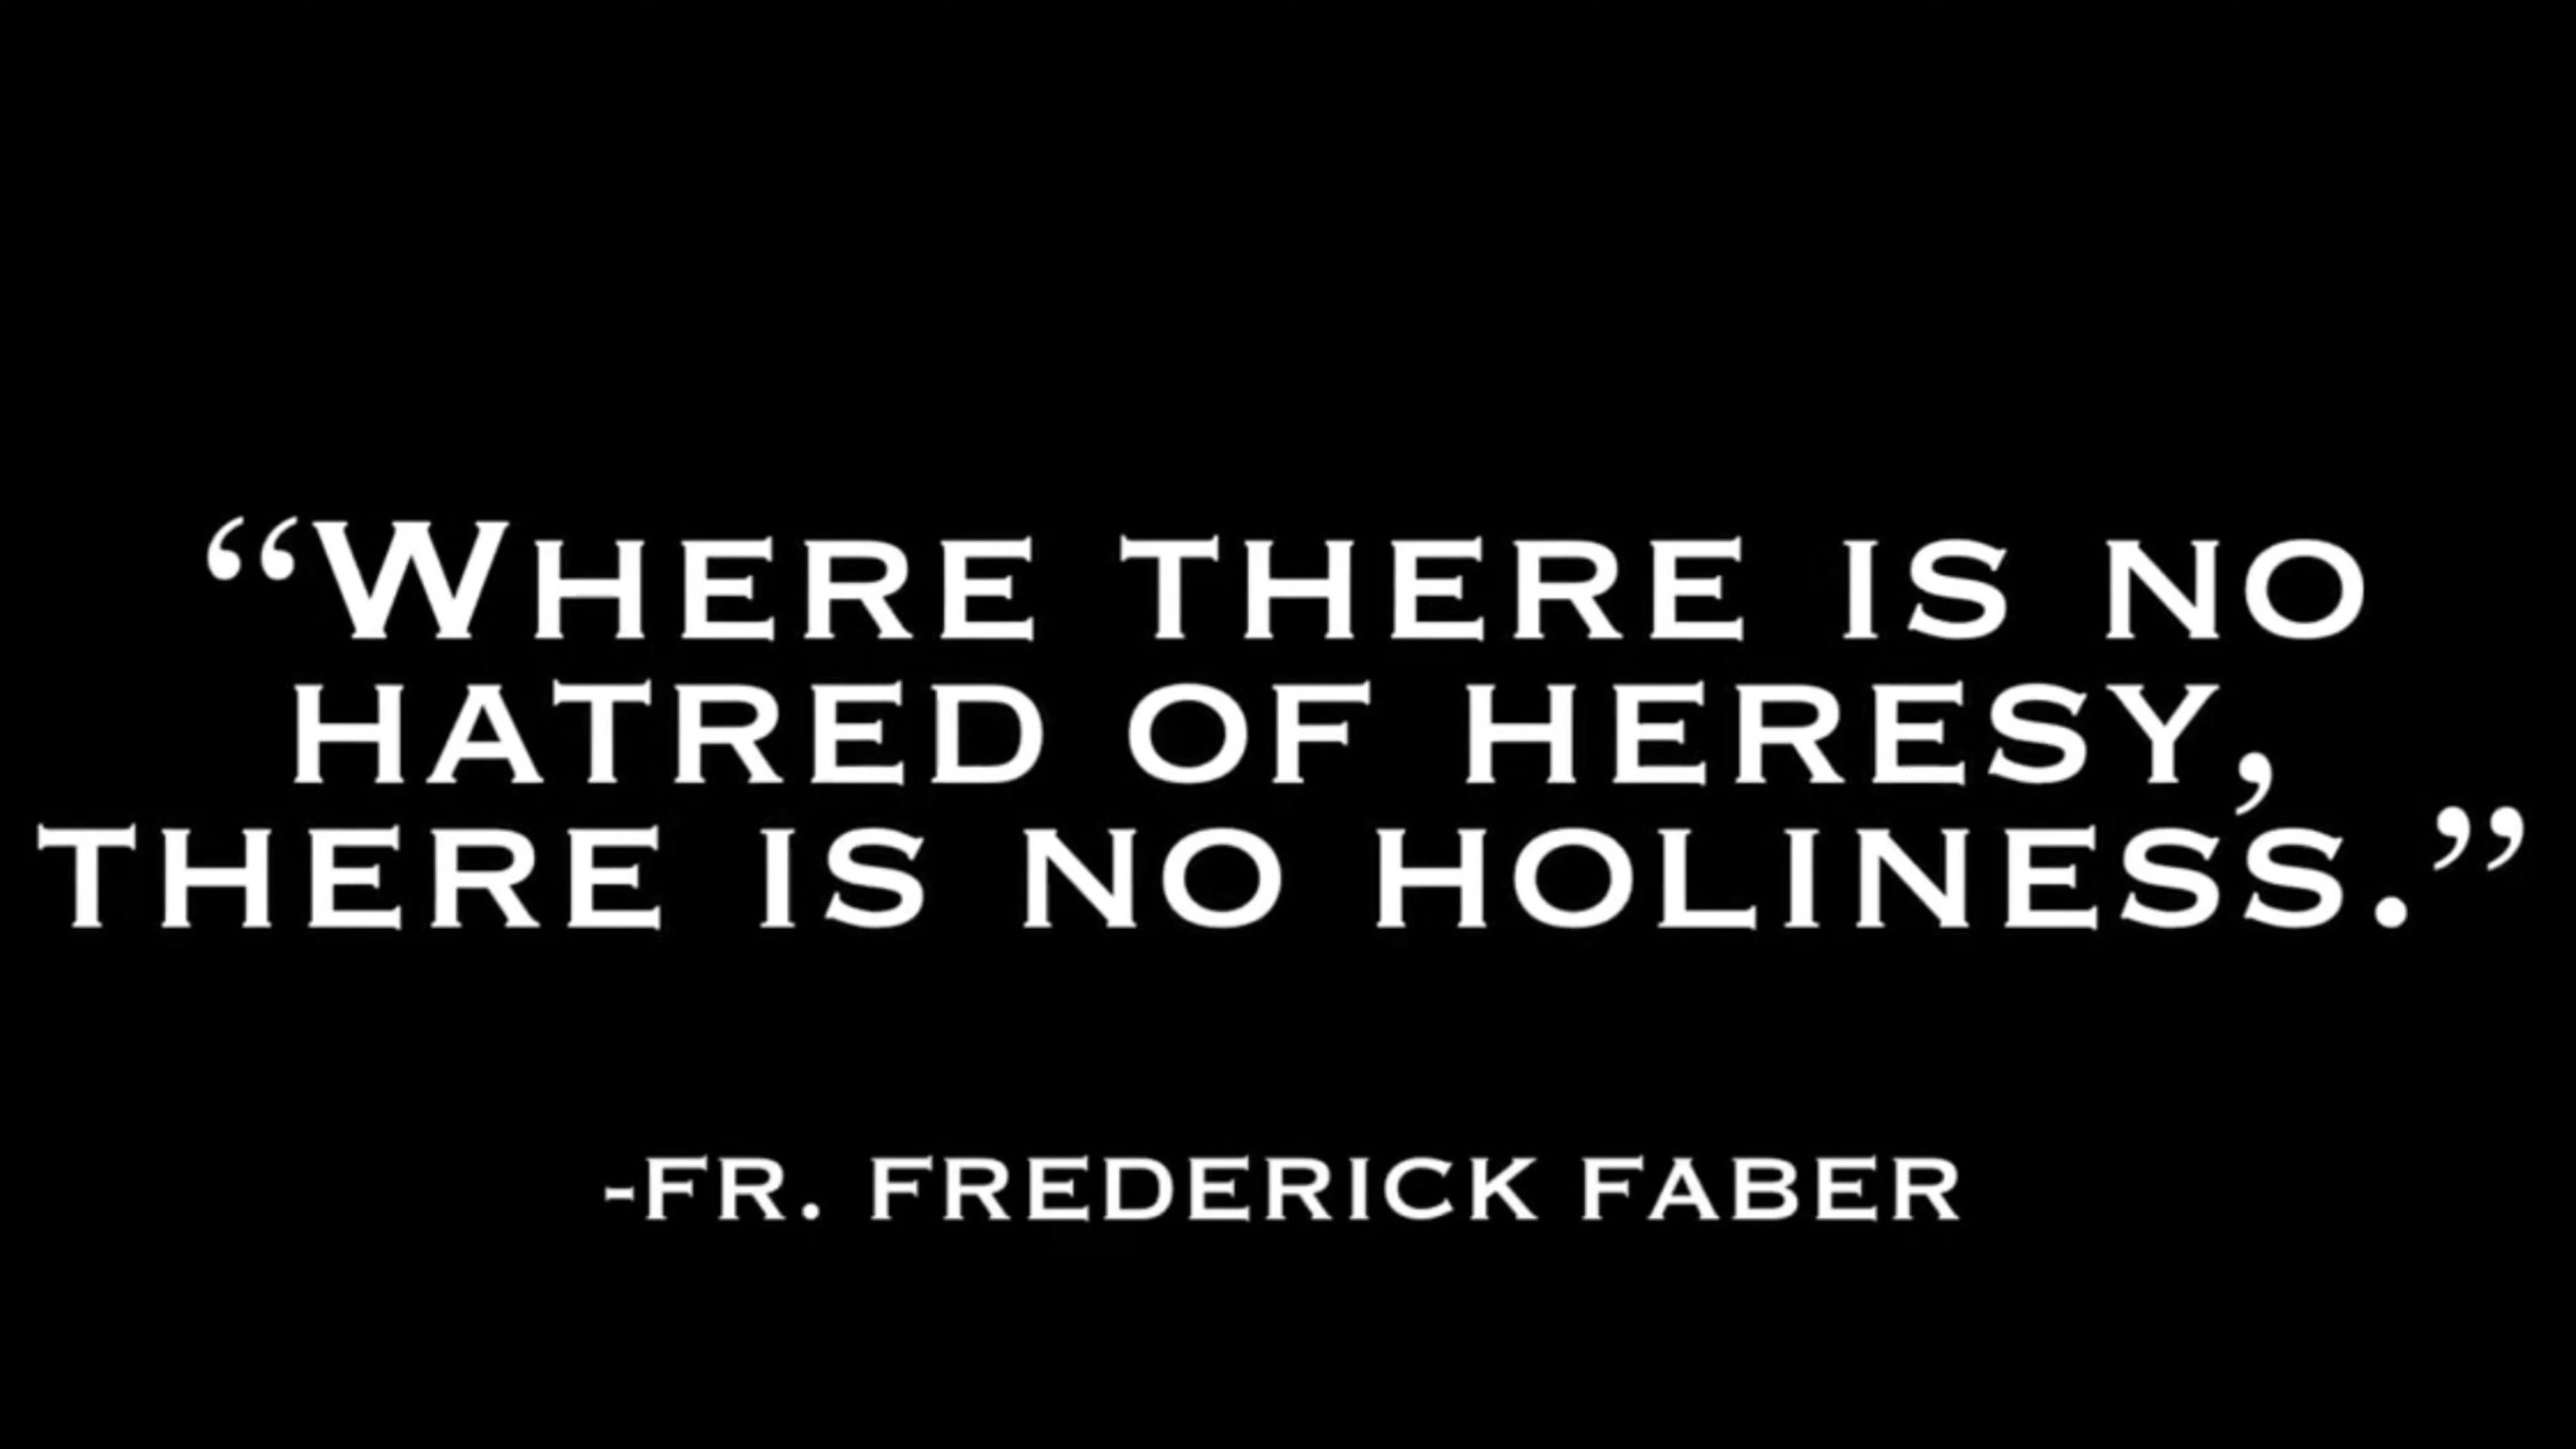 “Where there is no
hatred of heresy,
there is no holiness.”
-Fr. Frederick Faber